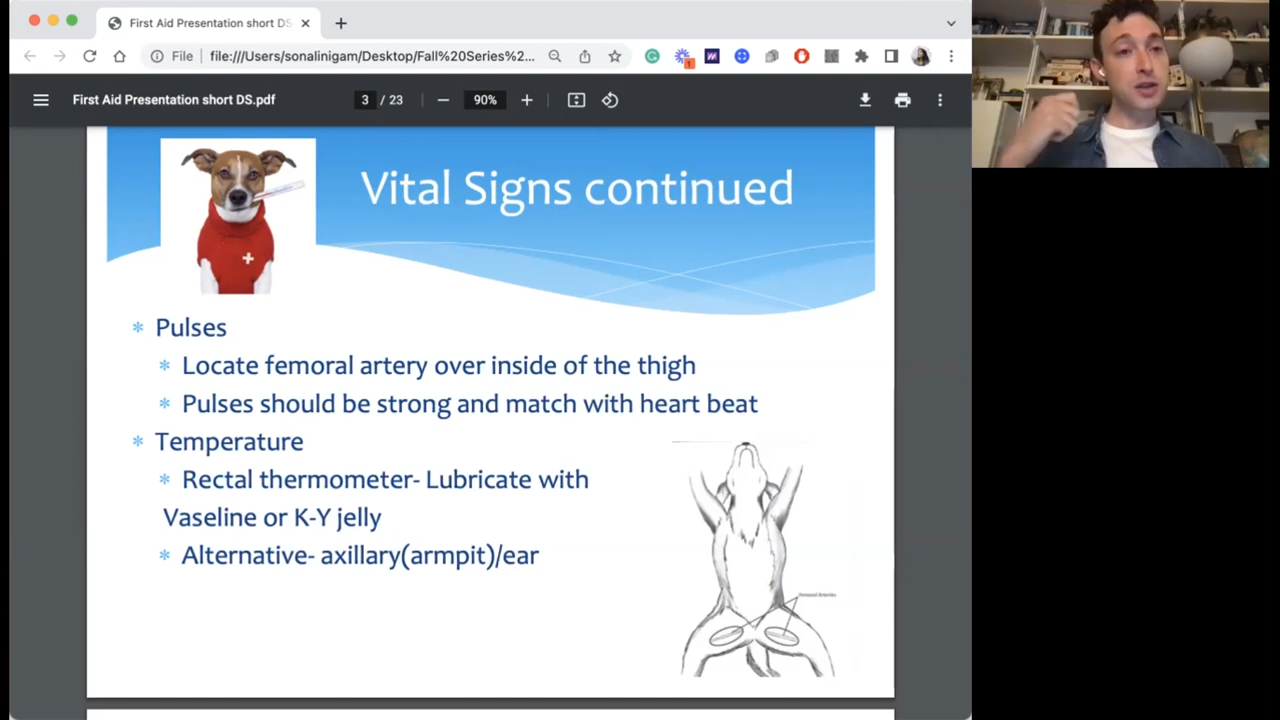 First Aid Presentation short DS
File
file:///Users/sonalinigam/Desktop/Fall%20Series%2...
1
First Aid Presentation short DS.pdf
3 / 23
90%
Vital Signs continued
Pulses
Locate femoral artery over inside of the thigh
Pulses should be strong and match with heart beat
Temperature
Rectal thermometer- Lubricate with
Vaseline or K-Y jelly
Alternative- axillary(armpit)/ear